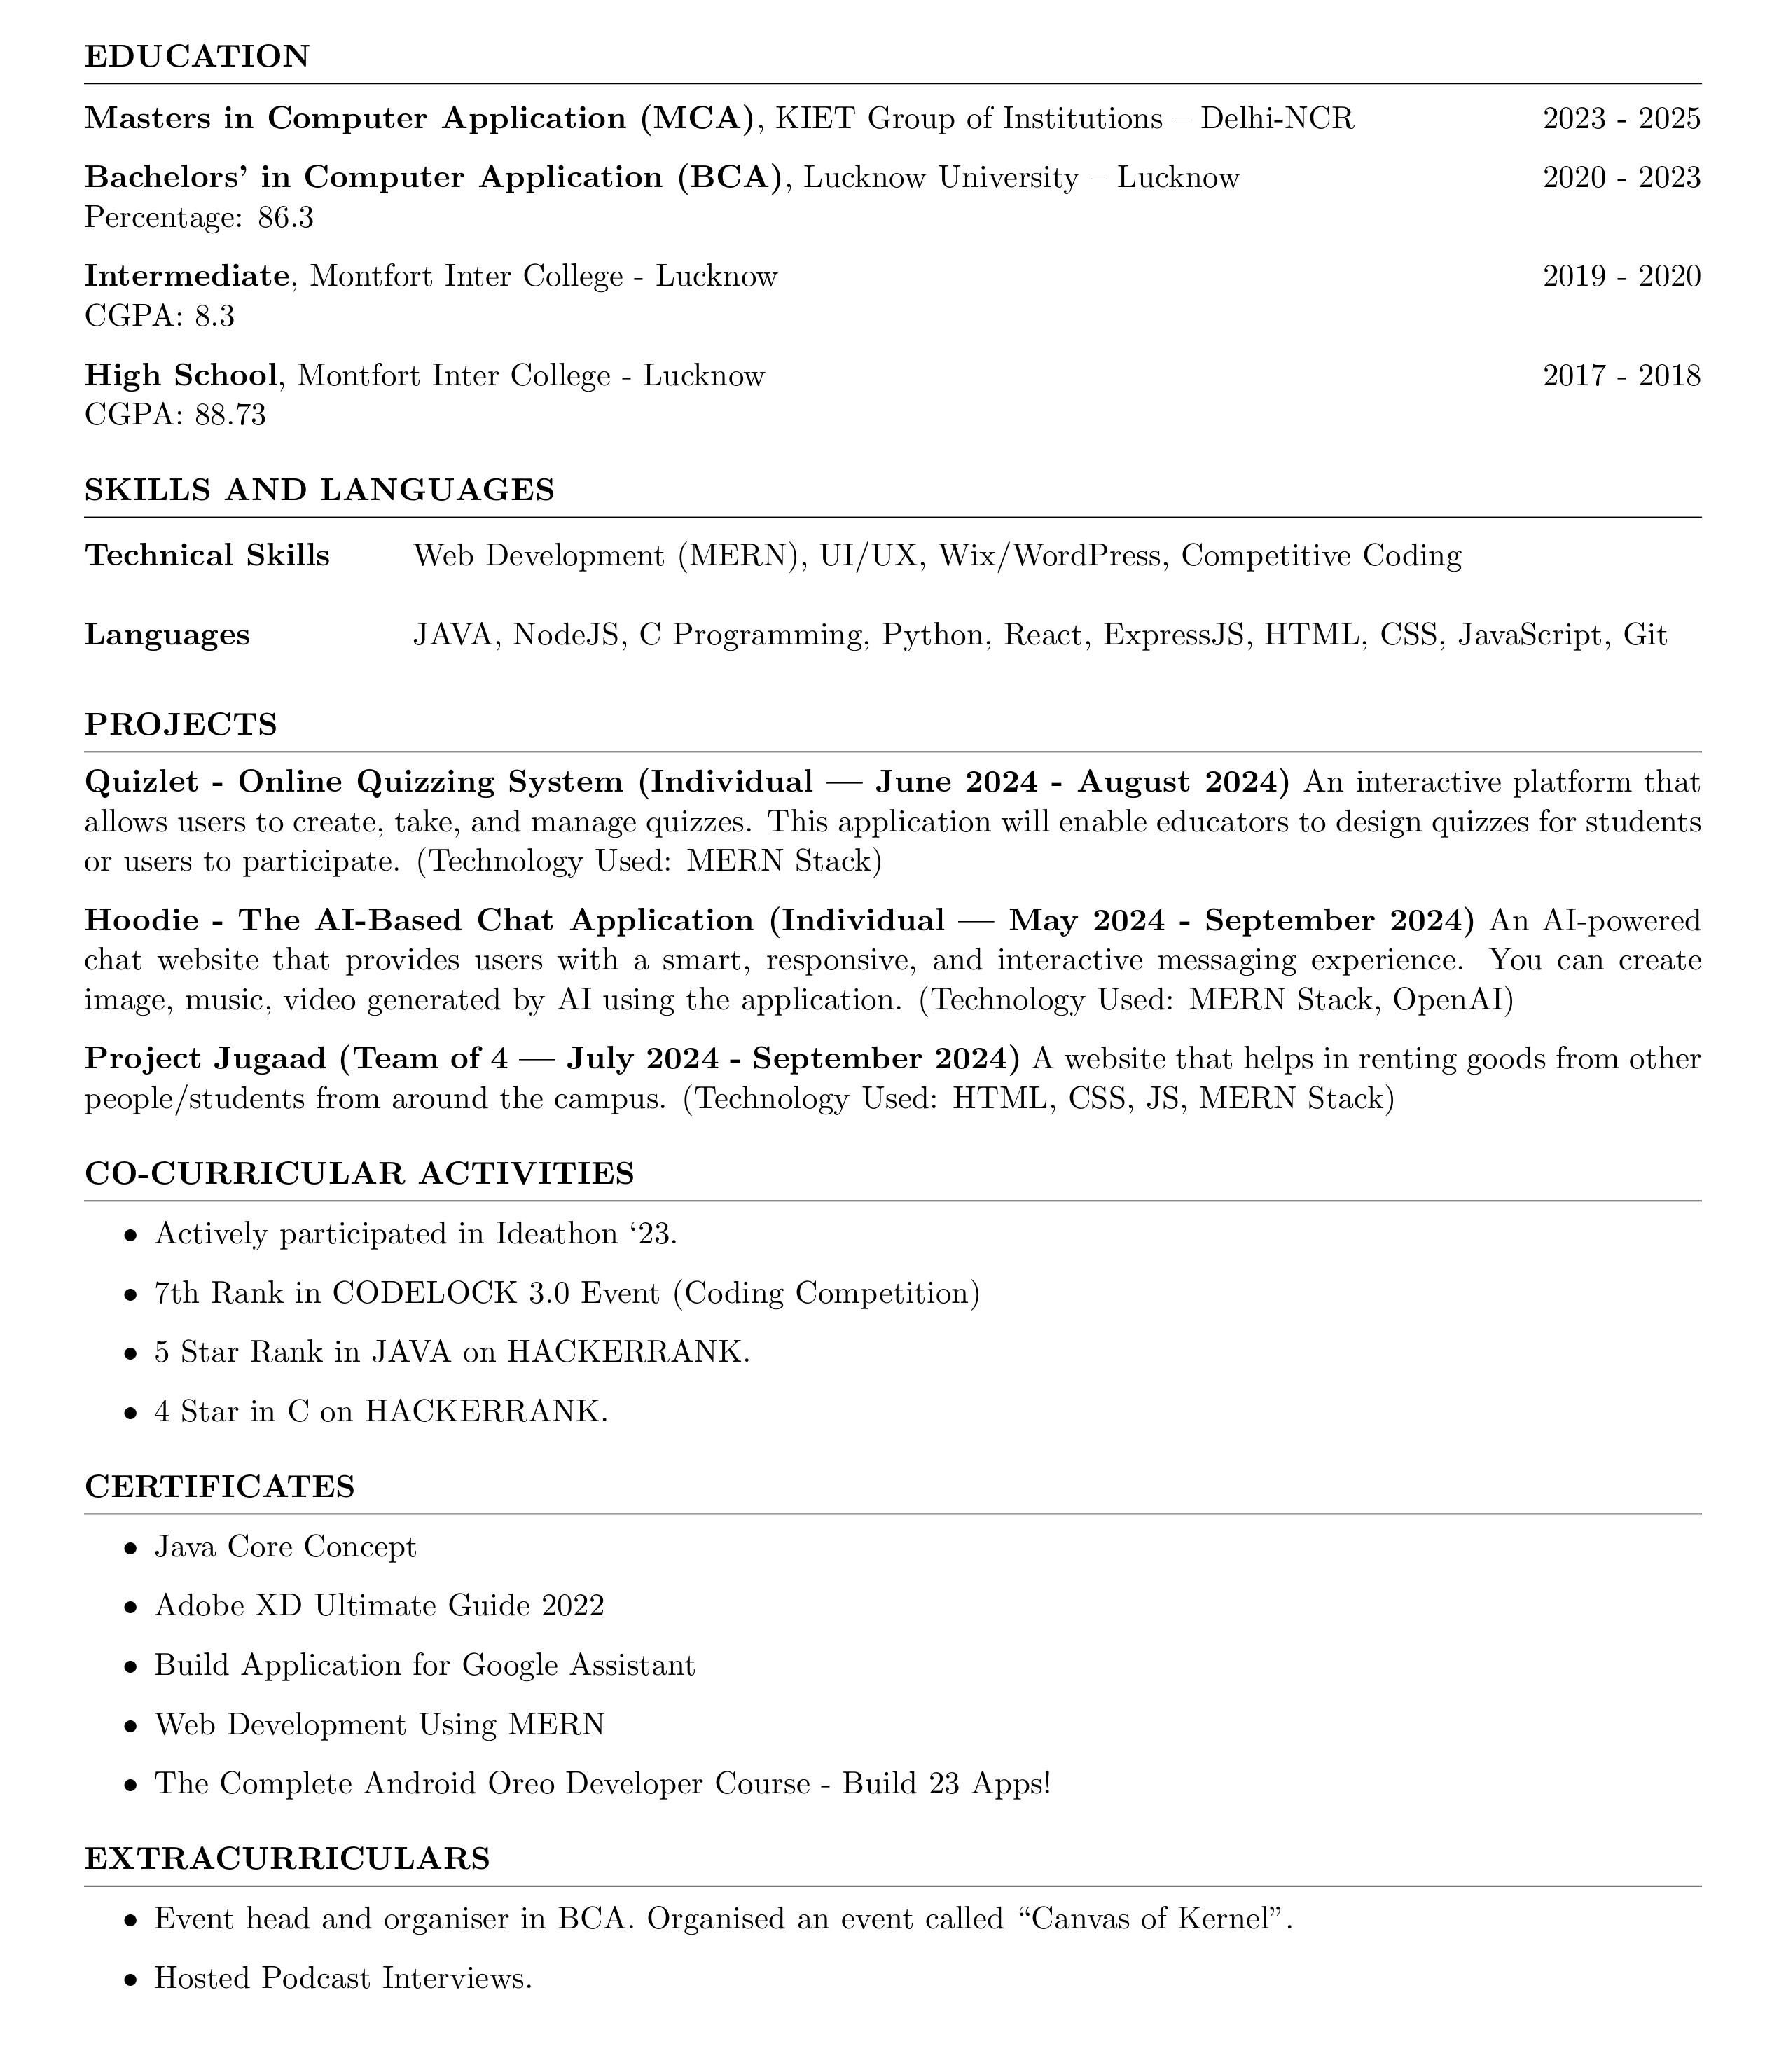 EDUCATION
Masters in Computer Application (MCA), KIET Group of Institutions – Delhi-NCR 2023 - 2025
Bachelors' in Computer Application (BCA), Lucknow University – Lucknow 2020 - 2023
Percentage: 86.3
Intermediate, Montfort Inter College - Lucknow 2019 - 2020
CGPA: 8.3
High School, Montfort Inter College - Lucknow 2017 - 2018
CGPA: 88.73
SKILLS AND LANGUAGES
Technical Skills Web Development (MERN), UI/UX, Wix/WordPress, Competitive Coding
Languages JAVA, NodeJS, C Programming, Python, React, ExpressJS, HTML, CSS, JavaScript, Git
PROJECTS
Quizlet - Online Quizzing System (Individual — June 2024 - August 2024) An interactive platform that
allows users to create, take, and manage quizzes. This application will enable educators to design quizzes for students
or users to participate. (Technology Used: MERN Stack)
Hoodie - The AI-Based Chat Application (Individual — May 2024 - September 2024) An AI-powered
chat website that provides users with a smart, responsive, and interactive messaging experience. You can create
image, music, video generated by AI using the application. (Technology Used: MERN Stack, OpenAI)
Project Jugaad (Team of 4 — July 2024 - September 2024) A website that helps in renting goods from other
people/students from around the campus. (Technology Used: HTML, CSS, JS, MERN Stack)
CO-CURRICULAR ACTIVITIES
• Actively participated in Ideathon ‘23.
• 7th Rank in CODELOCK 3.0 Event (Coding Competition)
• 5 Star Rank in JAVA on HACKERRANK.
• 4 Star in C on HACKERRANK.
CERTIFICATES
• Java Core Concept
• Adobe XD Ultimate Guide 2022
• Build Application for Google Assistant
• Web Development Using MERN
• The Complete Android Oreo Developer Course - Build 23 Apps!
EXTRACURRICULARS
• Event head and organiser in BCA. Organised an event called “Canvas of Kernel”.
• Hosted Podcast Interviews.